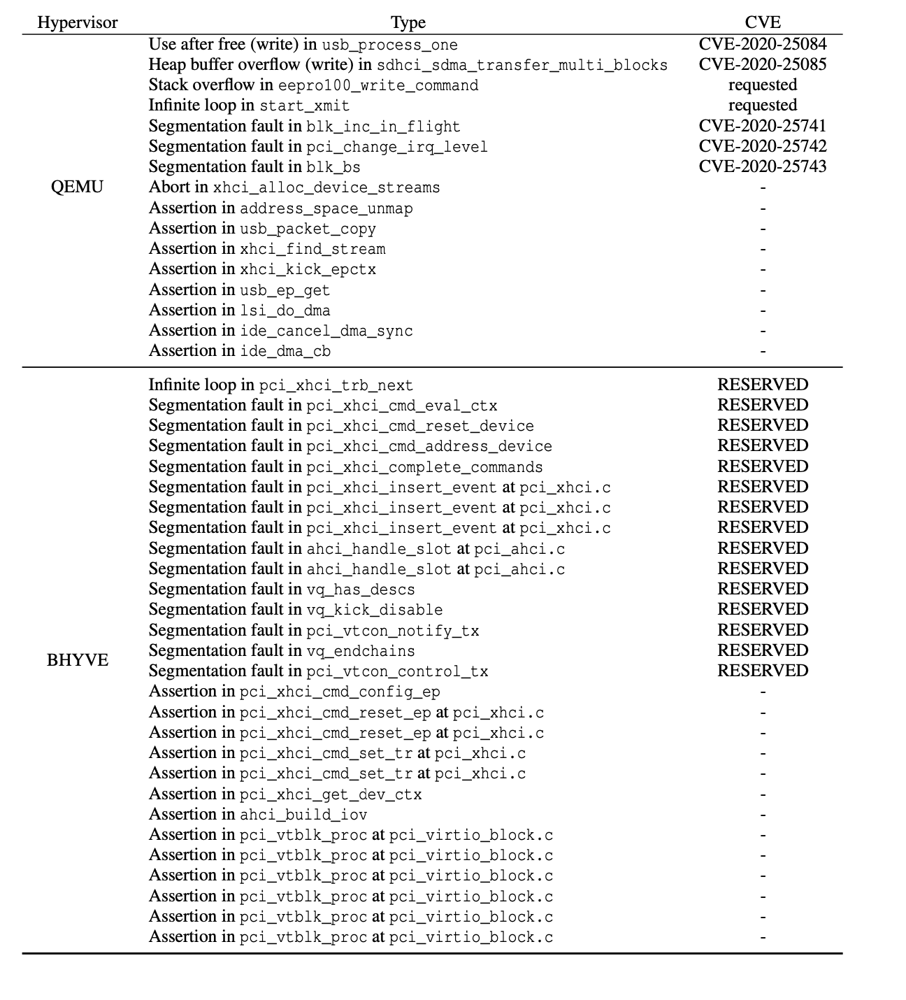 Hypervisor Type CVE
Use after free (write) in usb_process_one CVE-2020-25084
Heap buffer overflow (write) in sdhci_sdma_transfer_multi_blocks CVE-2020-25085
Stack overflow in eepro100_write_command requested
Infinite loop in start_xmit requested
Segmentation fault in blk_inc_in_flight CVE-2020-25741
Segmentation fault in pci_change_irq_level CVE-2020-25742
Segmentation fault in blk_bs CVE-2020-25743
QEMU Abort in xhci_alloc_device_streams -
Assertion in address_space_unmap -
Assertion in usb_packet_copy -
Assertion in xhci_find_stream -
Assertion in xhci_kick_epctx -
Assertion in usb_ep_get -
Assertion in lsi_do_dma -
Assertion in ide_cancel_dma_sync -
Assertion in ide_dma_cb -
Infinite loop in pci_xhci_trb_next RESERVED
Segmentation fault in pci_xhci_cmd_eval_ctx RESERVED
Segmentation fault in pci_xhci_cmd_reset_device RESERVED
Segmentation fault in pci_xhci_cmd_address_device RESERVED
Segmentation fault in pci_xhci_complete_commands RESERVED
Segmentation fault in pci_xhci_insert_event at pci_xhci.c RESERVED
Segmentation fault in pci_xhci_insert_event at pci_xhci.c RESERVED
Segmentation fault in pci_xhci_insert_event at pci_xhci.c RESERVED
Segmentation fault in ahci_handle_slot at pci_ahci.c RESERVED
Segmentation fault in ahci_handle_slot at pci_ahci.c RESERVED
Segmentation fault in vq_has_descs RESERVED
Segmentation fault in vq_kick_disable RESERVED
Segmentation fault in pci_vtcon_notify_tx RESERVED
Segmentation fault in vq_endchains RESERVED
BHYVE
Segmentation fault in pci_vtcon_control_tx RESERVED
Assertion in pci_xhci_cmd_config_ep -
Assertion in pci_xhci_cmd_reset_ep at pci_xhci.c -
Assertion in pci_xhci_cmd_reset_ep at pci_xhci.c -
Assertion in pci_xhci_cmd_set_tr at pci_xhci.c -
Assertion in pci_xhci_cmd_set_tr at pci_xhci.c -
Assertion in pci_xhci_get_dev_ctx -
Assertion in ahci_build_iov -
Assertion in pci_vtblk_proc at pci_virtio_block.c -
Assertion in pci_vtblk_proc at pci_virtio_block.c -
Assertion in pci_vtblk_proc at pci_virtio_block.c -
Assertion in pci_vtblk_proc at pci_virtio_block.c -
Assertion in pci_vtblk_proc at pci_virtio_block.c -
Assertion in pci_vtblk_proc at pci_virtio_block.c -